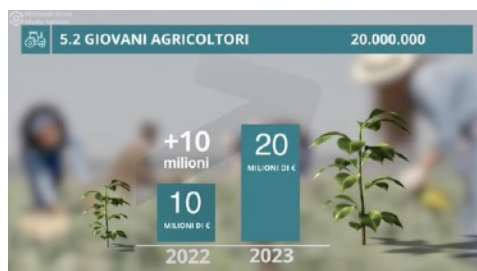 5.2 GIOVANI AGRICOLTORI 20.000.000
+10
milioni
20
MILIONI DI €
10
MILIONI DI €
2022 2023